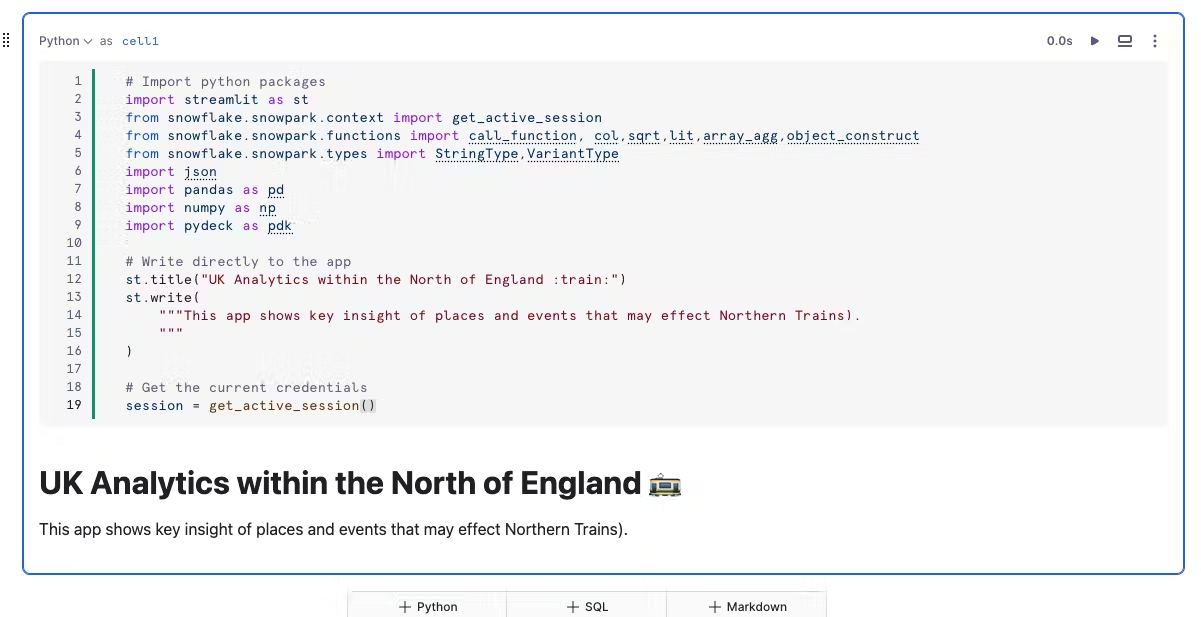 Python as cell1 0.0s
1 # Import python packages
2 import streamlit as st
3 from snowflake.snowpark.context import get_active_session
4 from snowflake.snowpark.functions import call_function, col,sqrt,lit,array_agg,object_construct
5 from snowflake.snowpark.types import StringType,VariantType
6 import json
7 import pandas as pd
8 import numpy as np
9 import pydeck as pdk
10
11 # Write directly to the app
12 st.title("UK Analytics within the North of England :train:")
13 st.write(
14     """This app shows key insight of places and events that may effect Northern Trains).
15     """
16 )
17
18 # Get the current credentials
19 session = get_active_session()
UK Analytics within the North of England 🚋
This app shows key insight of places and events that may effect Northern Trains).
+ Python + SQL + Markdown